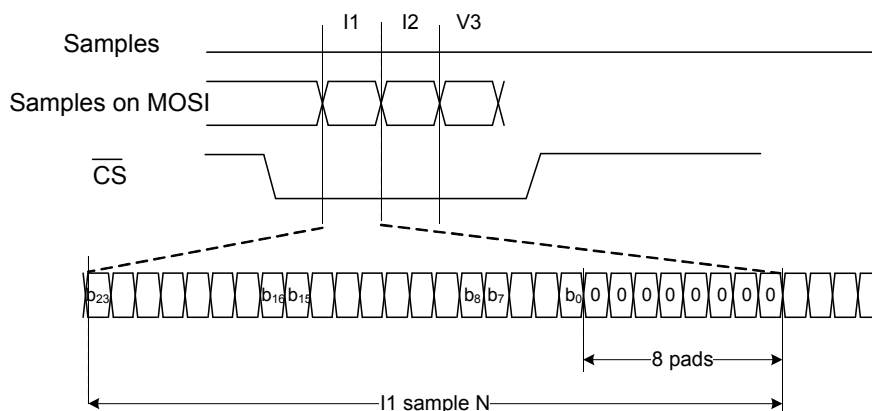 I1 I2 V3
Samples
Samples on MOSI
CS
b23 b16 b15 b8 b7 b0 0 0 0 0 0 0 0 0
8 pads
I1 sample N